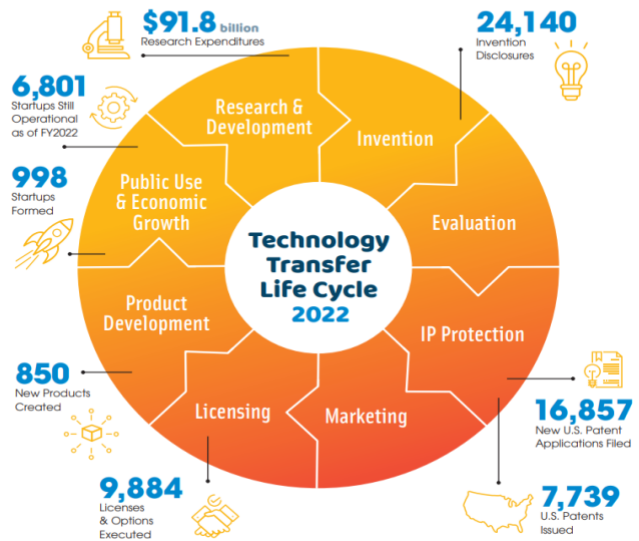 $91.8 billion
Research Expenditures
24,140
Invention
Disclosures
6,801
Startups Still
Operational
as of FY2022
998
Startups
Formed
Research &
Development
Invention
Public Use
& Economic
Growth
Evaluation
Technology
Transfer
Life Cycle
2022
Product
Development
IP Protection
Licensing
Marketing
850
New Products
Created
16,857
New U.S. Patent
Applications Filed
9,884
Licenses
& Options
Executed
7,739
U.S. Patents
Issued